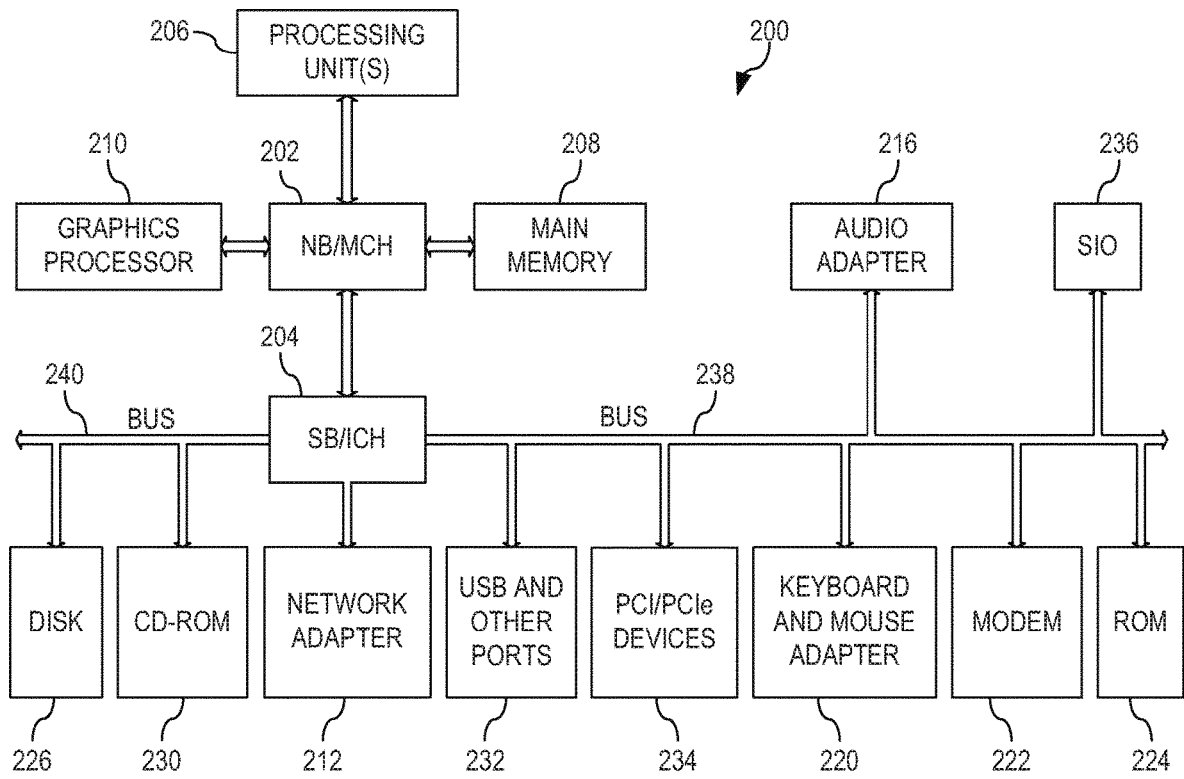 206
PROCESSING
UNIT(S)
200
210
202
208
216
236
GRAPHICS
PROCESSOR
NB/MCH
MAIN
MEMORY
AUDIO
ADAPTER
SIO
204
240
238
BUS
SB/ICH
BUS
DISK
CD-ROM
NETWORK
ADAPTER
USB AND
OTHER
PORTS
PCI/PCIe
DEVICES
KEYBOARD
AND MOUSE
ADAPTER
MODEM
ROM
226
230
212
232
234
220
222
224